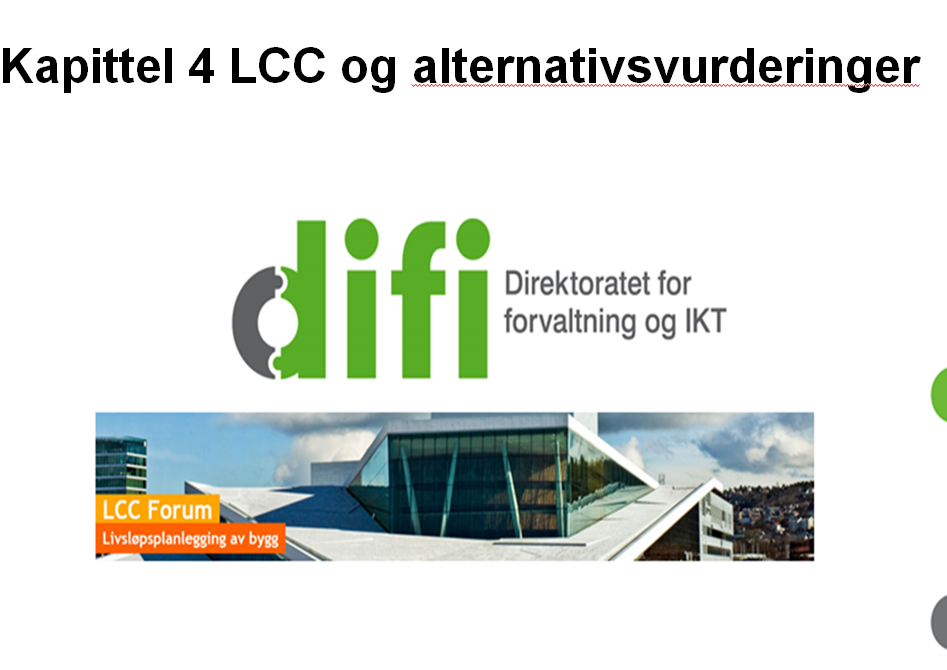 Kapittel 4 LCC og alternativsvurderinger
difi
Direktoratet for
forvaltning og IKT
LCC Forum
Livsløpsplanlegging av bygg